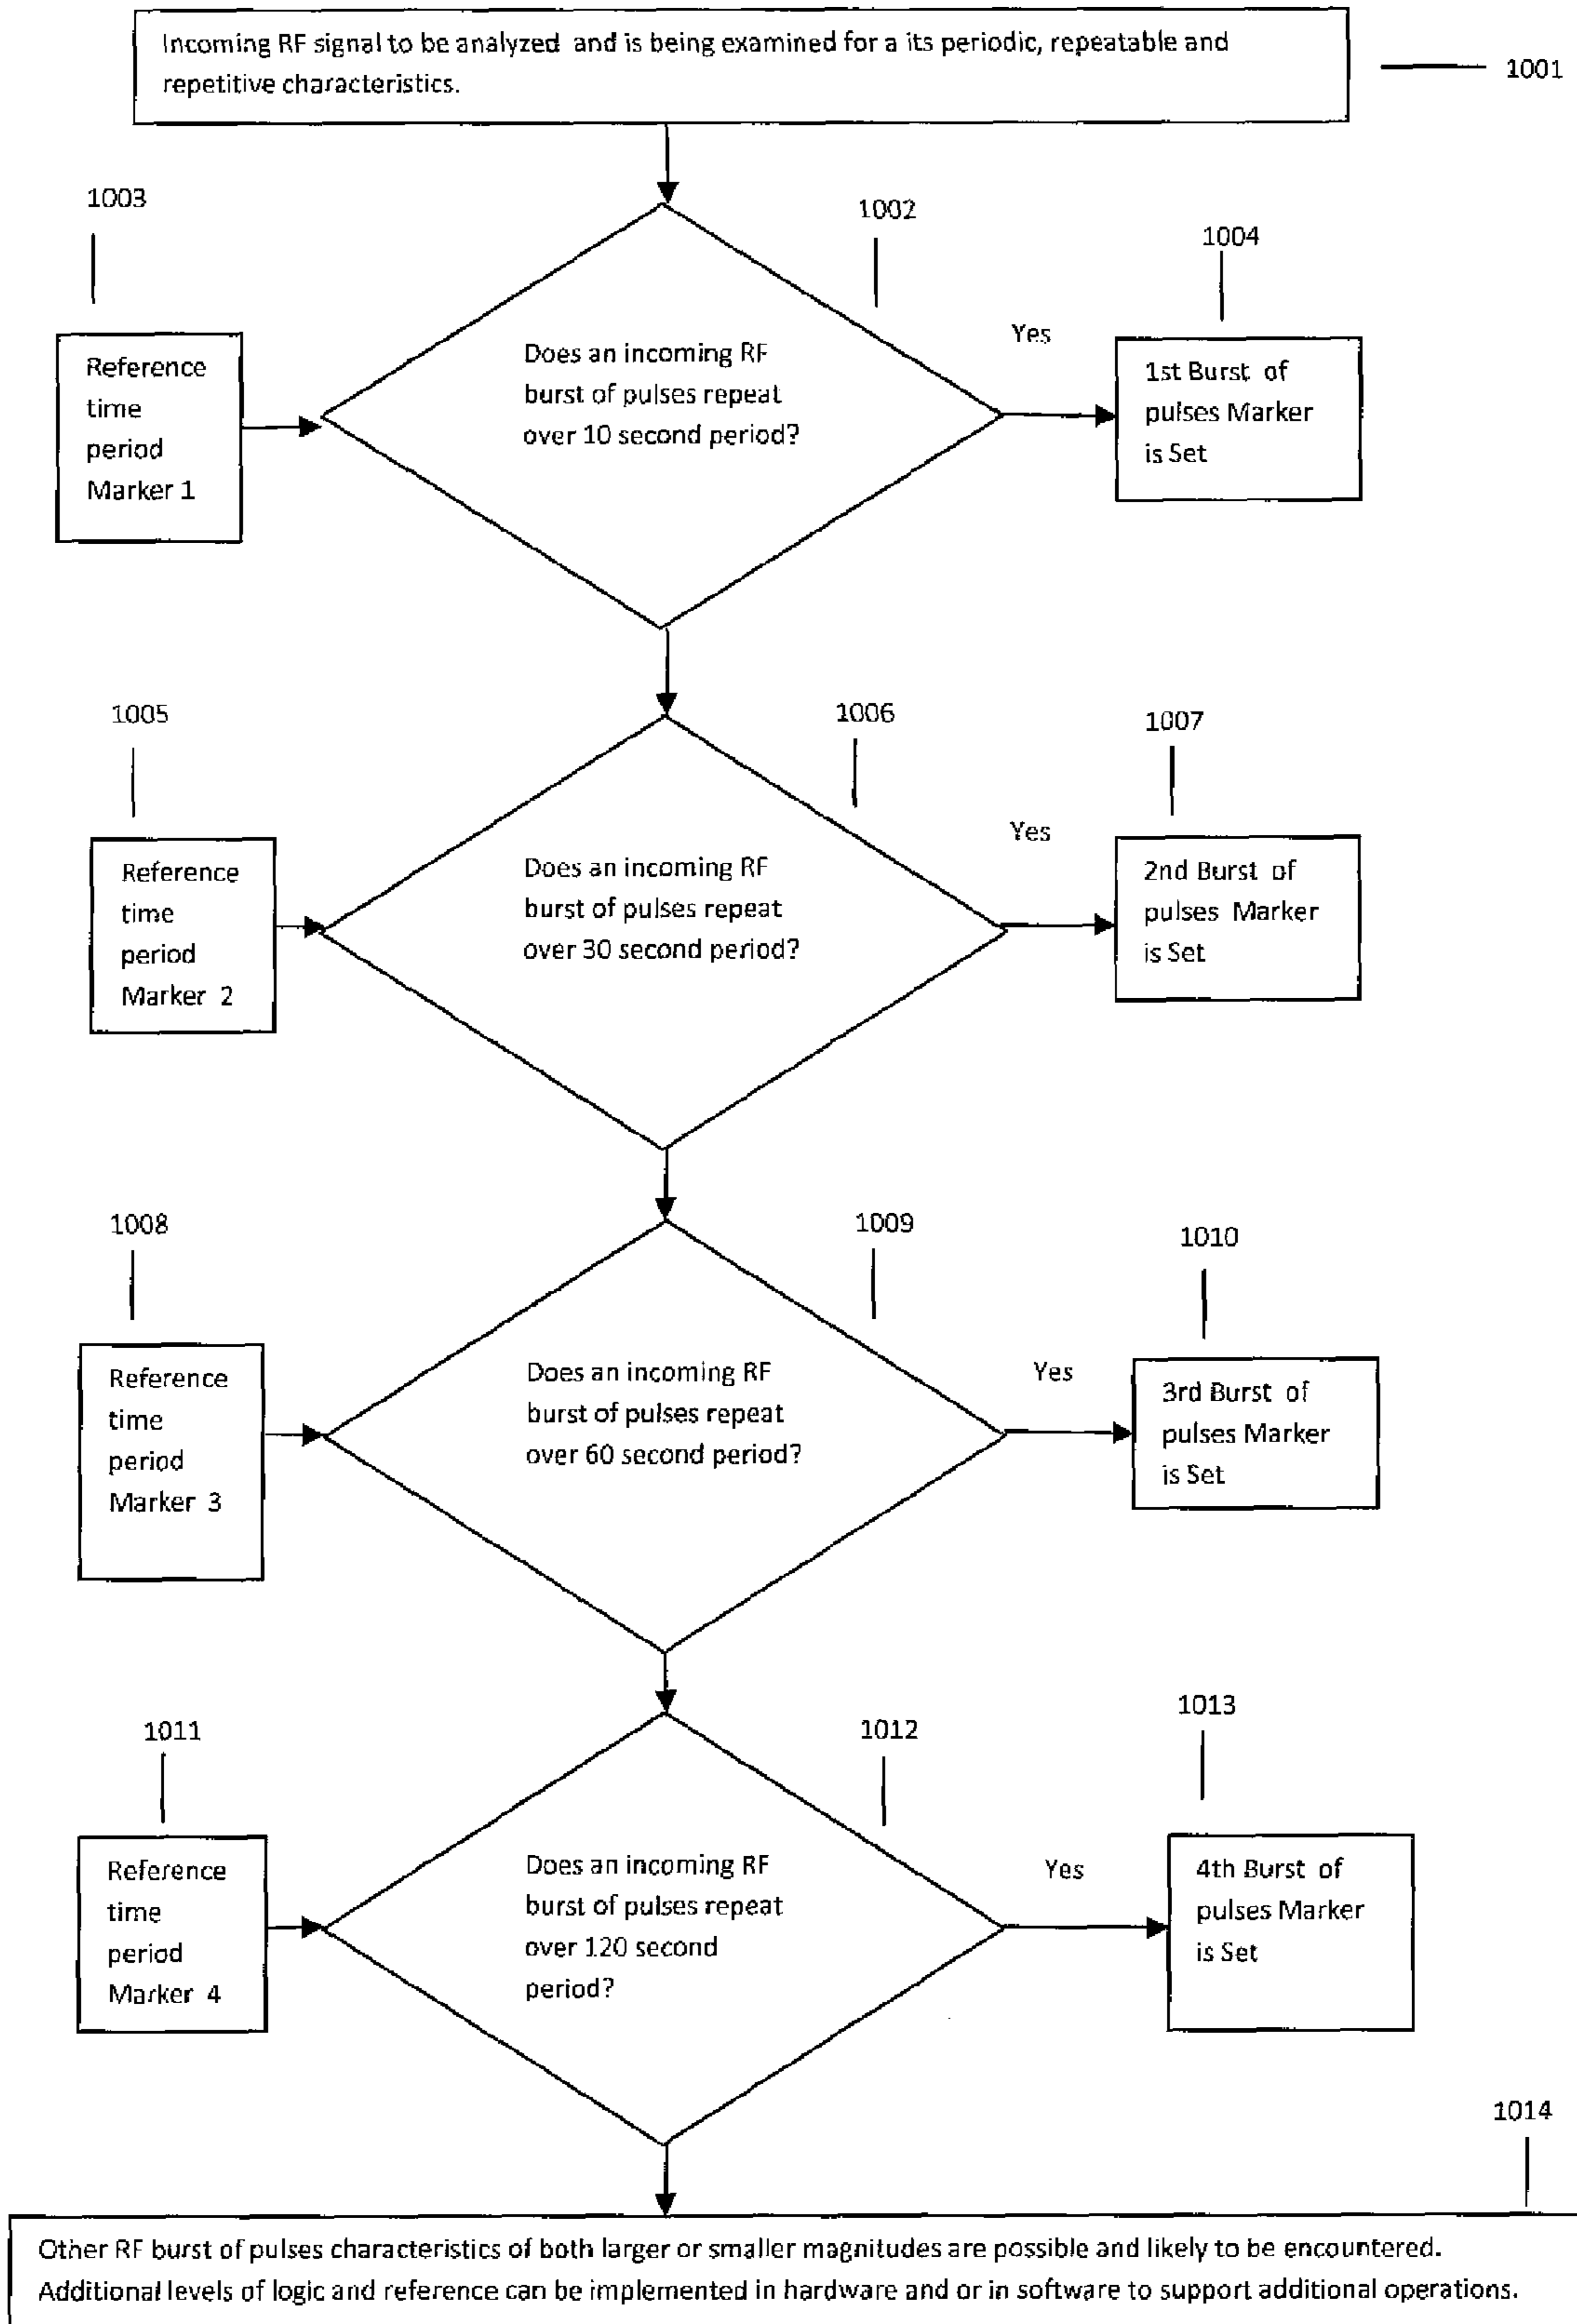 Incoming RF signal to be analyzed and is being examined for a its periodic, repeatable and
repetitive characteristics.
1001
1003
1002
1004
Reference
time
period
Marker 1
Does an incoming RF
burst of pulses repeat
over 10 second period?
Yes
1st Burst of
pulses Marker
is Set
1005
1006
1007
Reference
time
period
Marker 2
Does an incoming RF
burst of pulses repeat
over 30 second period?
Yes
2nd Burst of
pulses Marker
is Set
1008
1009
1010
Reference
time
period
Marker 3
Does an incoming RF
burst of pulses repeat
over 60 second period?
Yes
3rd Burst of
pulses Marker
is Set
1011
1012
1013
Reference
time
period
Marker 4
Does an incoming RF
burst of pulses repeat
over 120 second
period?
Yes
4th Burst of
pulses Marker
is Set
1014
Other RF burst of pulses characteristics of both larger or smaller magnitudes are possible and likely to be encountered.
Additional levels of logic and reference can be implemented in hardware and or in software to support additional operations.